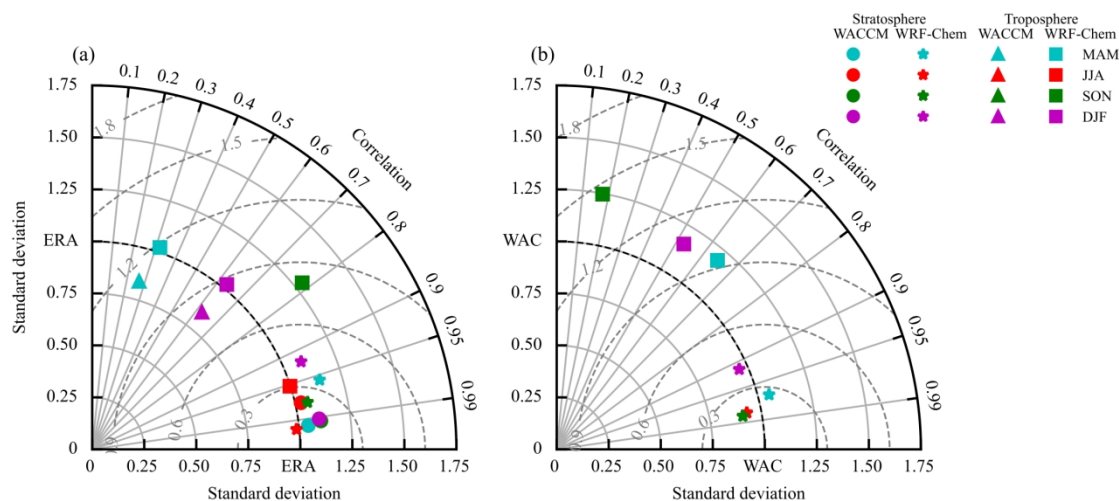 Stratosphere Troposphere
WACCM WRF-Chem WACCM WRF-Chem
MAM
JJA
SON
DJF
(a)
0.1 0.2 0.3 0.4 0.5 0.6 0.7 0.8 0.9 0.95 0.99
Correlation
1.75
1.50
1.25
ERA
0.75
0.50
0.25
0
Standard deviation
1.8 1.5 1.2 0.9 0.6 0.3
0 0.25 0.50 0.75 ERA 1.25 1.50 1.75
Standard deviation
(b)
0.1 0.2 0.3 0.4 0.5 0.6 0.7 0.8 0.9 0.95 0.99
Correlation
1.75
1.50
1.25
WAC
0.75
0.50
0.25
0
1.8 1.5 1.2 0.9 0.6 0.3
0 0.25 0.50 0.75 WAC 1.25 1.50 1.75
Standard deviation